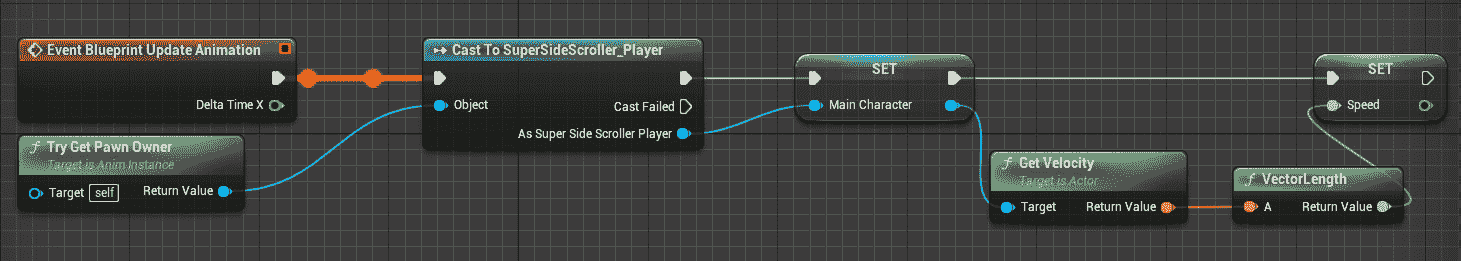 Event Blueprint Update Animation
Delta Time X
Try Get Pawn Owner
Target is Anim Instance
Target self Return Value
Cast To SuperSideScroller_Player
Object
Cast Failed
As Super Side Scroller Player
SET
Main Character
Get Velocity
Target is Actor
Target Return Value
VectorLength
A Return Value
SET
Speed